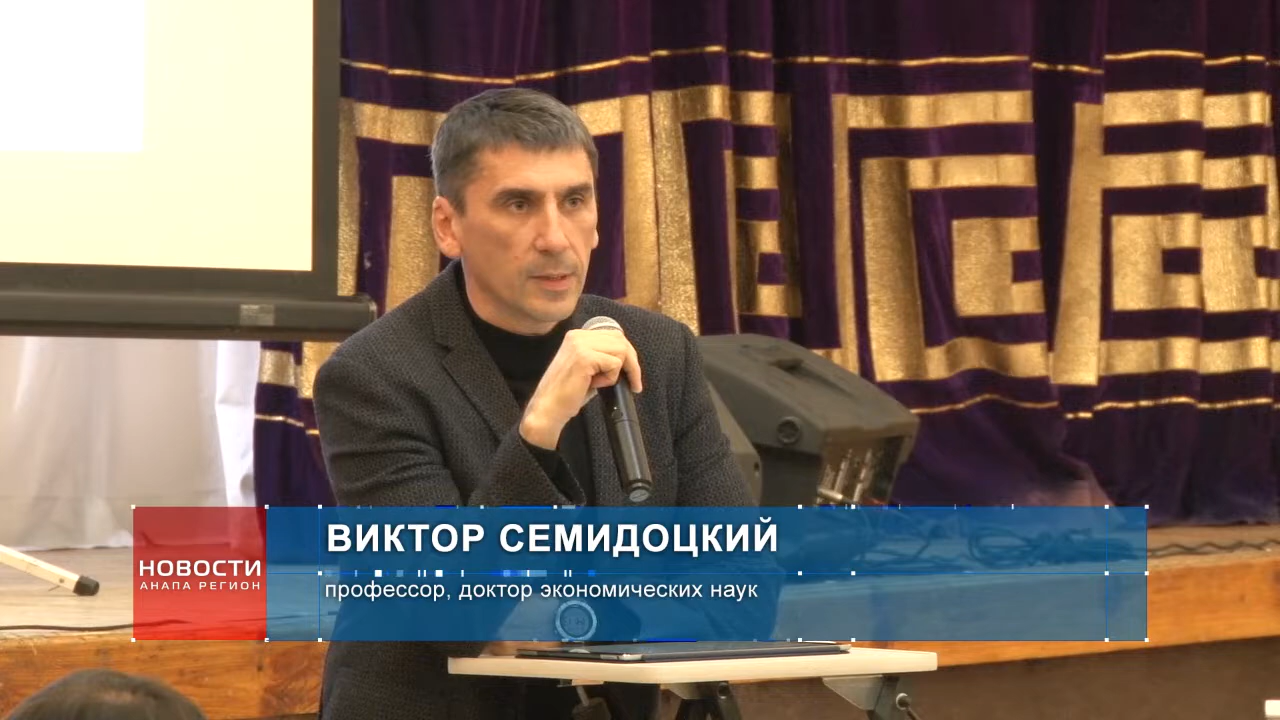 ВИКТОР СЕМИДОЦКИЙ
НОВОСТИ
АНАПА РЕГИОН
профессор, доктор экономических наук